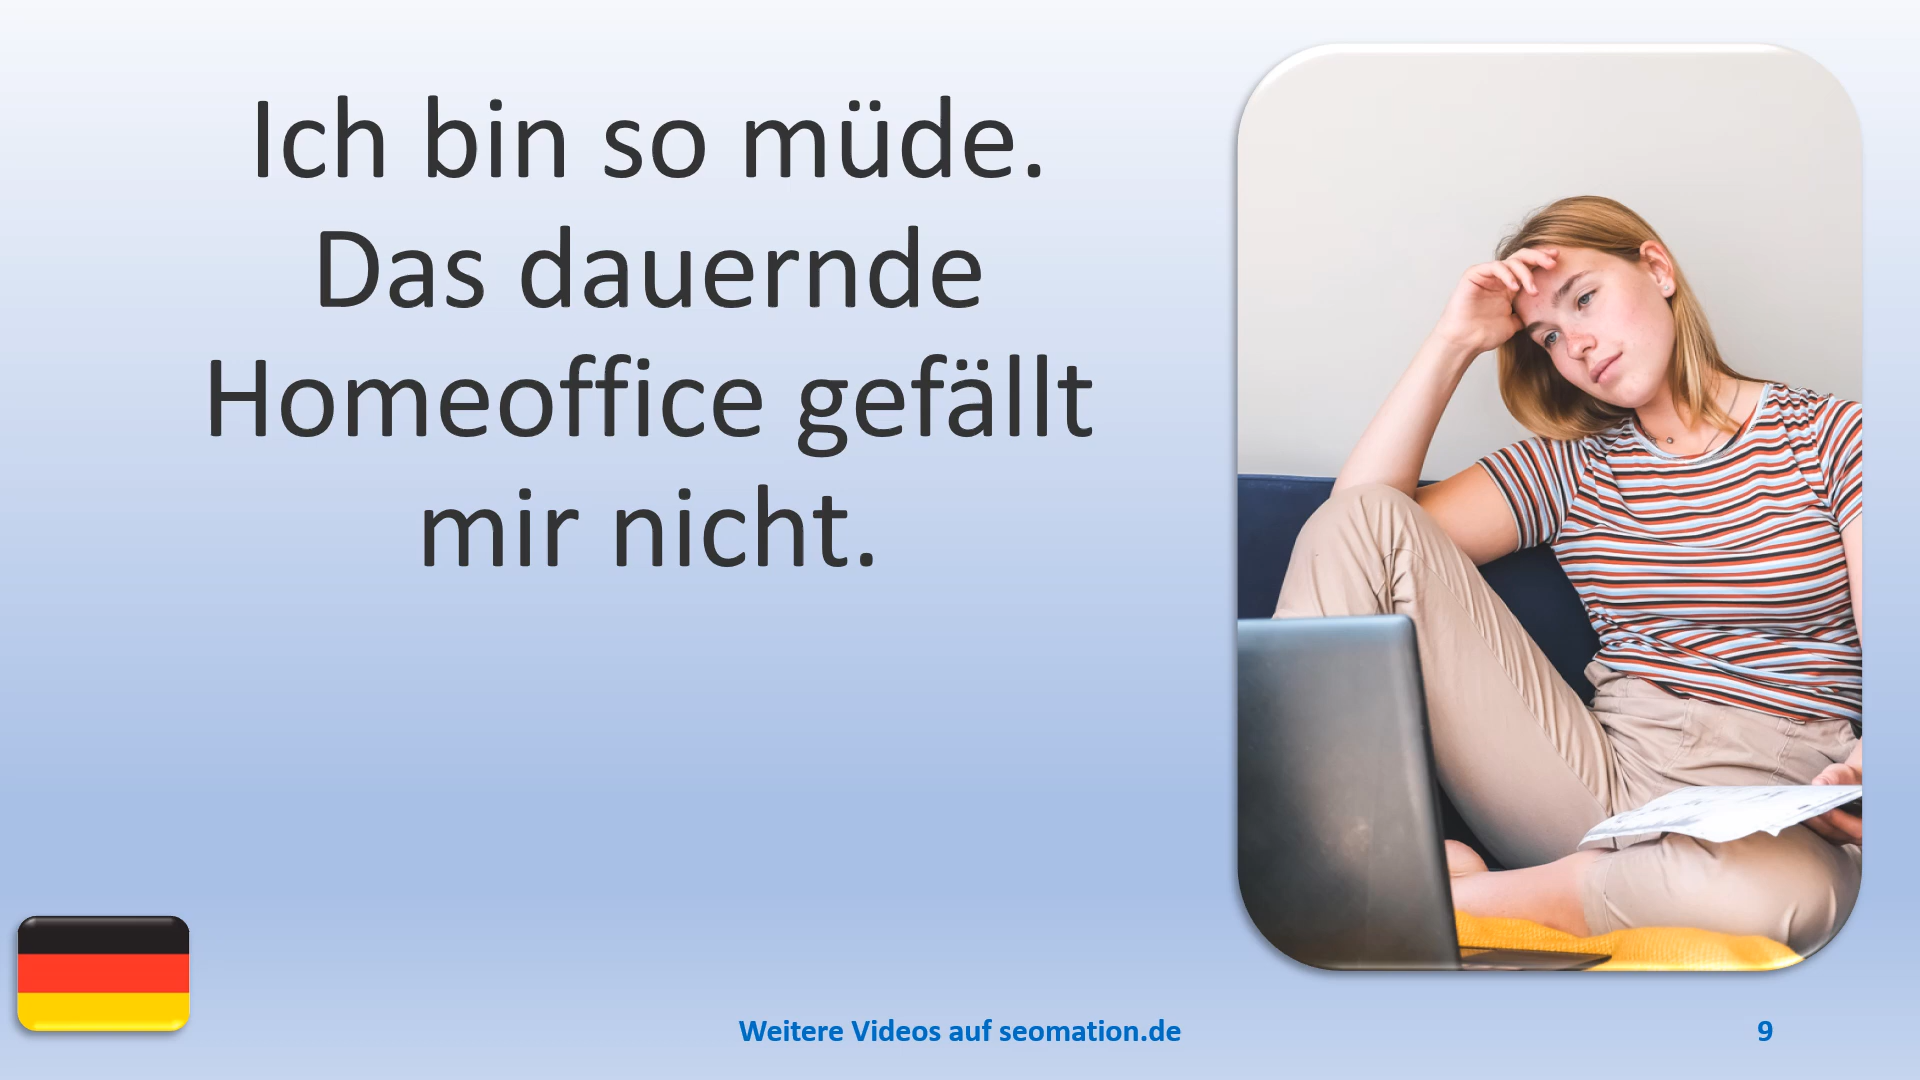 Ich bin so müde.
Das dauernde
Homeoffice gefällt
mir nicht.
Weitere Videos auf seomation.de
9